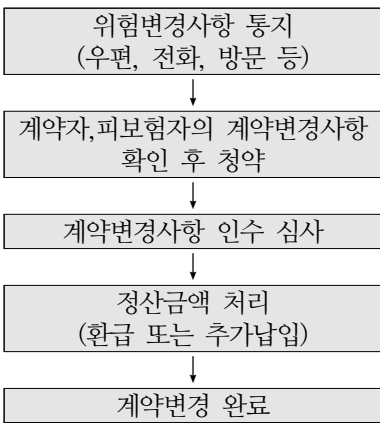 위험변경사항 통지
(우편, 전화, 방문 등)
계약자,피보험자의 계약변경사항
확인 후 청약
계약변경사항 인수 심사
정산금액 처리
(환급 또는 추가납입)
계약변경 완료